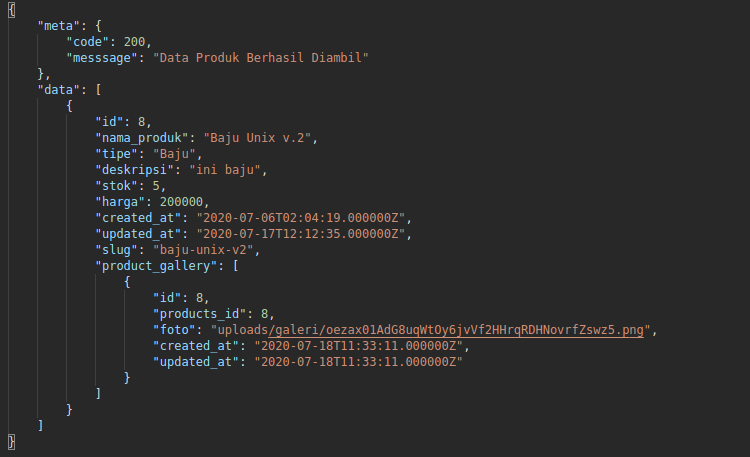 {
    "meta": {
        "code": 200,
        "messsage": "Data Produk Berhasil Diambil"
    },
    "data": [
        {
            "id": 8,
            "nama_produk": "Baju Unix v.2",
            "tipe": "Baju",
            "deskripsi": "ini baju",
            "stok": 5,
            "harga": 200000,
            "created_at": "2020-07-06T02:04:19.000000Z",
            "updated_at": "2020-07-17T12:12:35.000000Z",
            "slug": "baju-unix-v2",
            "product_gallery": [
                {
                    "id": 8,
                    "products_id": 8,
                    "foto": "uploads/galeri/oezax01AdG8uqWtOy6jvVf2HHrqRDHNovrfZswz5.png",
                    "created_at": "2020-07-18T11:33:11.000000Z",
                    "updated_at": "2020-07-18T11:33:11.000000Z"
                }
            ]
        }
    ]
}